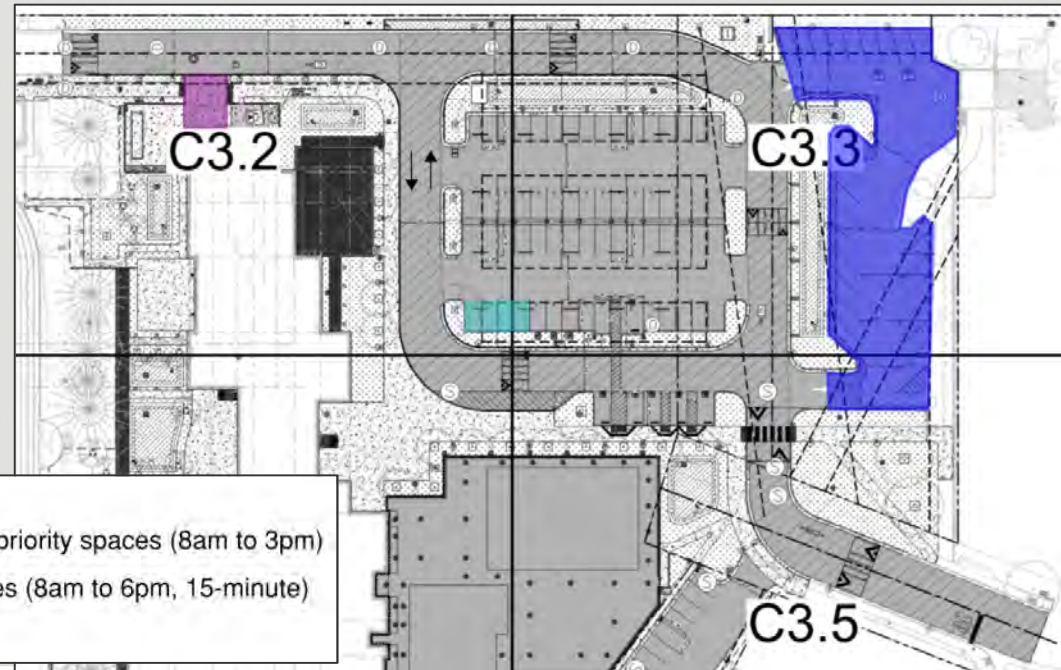 C3.2
C3.3
priority spaces (8am to 3pm)
es (8am to 6pm, 15-minute)
C3.5